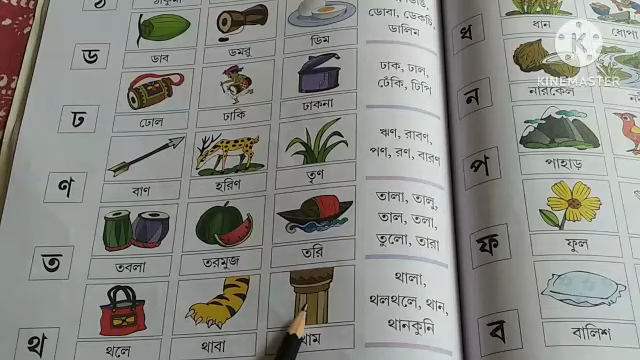 ড
ডাব
ডমরু
ডিম
ডোবা, ডেকচি,
ডালিম
ঢ
ঢোল
ঢাকি
ঢাকনা
ঢাক, ঢাল,
ঢেঁকি, ঢিপি
ণ
বাণ
হরিণ
তৃণ
ঋণ, রাবণ,
পণ, রণ, বারণ
ত
তবলা
তরমুজ
তরি
তালা, তালু,
তাল, তলা,
তুলো, তারা
থ
থলে
থাবা
থালা,
থলথলে, থান,
থানকুনি
ধ
ধান
ধোপা
ন
নারকেল
প
পাহাড়
ফ
ফুল
ব
বালিশ
KINEMASTER